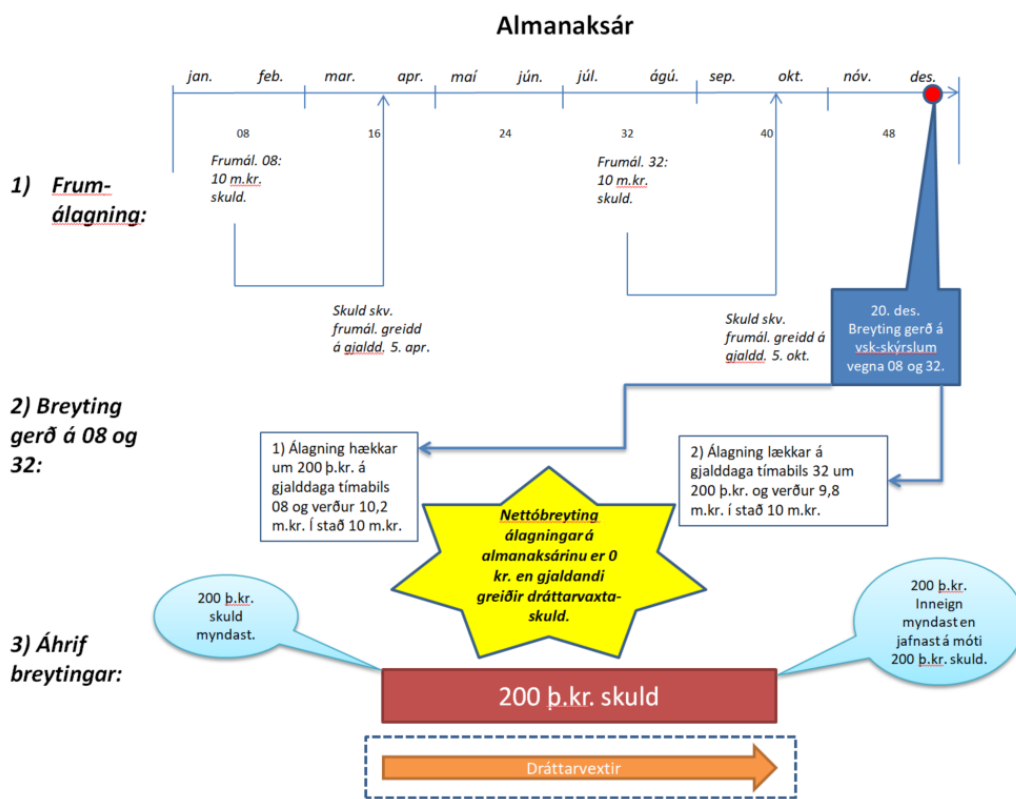 Almanaksár
jan. feb. mar. apr. maí jún. júl. ágú. sep. okt. nóv. des.
08 16 24 32 40 48
1) Frum-
álagning:
Frumál. 08:
10 m.kr.
skuld.
Frumál. 32:
10 m.kr.
skuld.
Skuld skv.
frumál. greidd
á gjaldd. 5. apr.
Skuld skv.
frumál. greidd á
gjaldd. 5. okt.
20. des.
Breyting gerð á
vsk-skýrslum
vegna 08 og 32.
2) Breyting
gerð á 08 og
32:
1) Álagning hækkar
um 200 þ.kr. á
gjalddaga tímabils
08 og verður 10,2
m.kr. Í stað 10 m.kr.
2) Álagning lækkar á
gjalddaga tímabils 32 um
200 þ.kr. og verður 9,8
m.kr. í stað 10 m.kr.
Nettóbreyting
álagningar á
almanaksárinu er 0
kr. en gjaldandi
greiðir dráttarvaxta-
skuld.
3) Áhrif
breytingar:
200 þ.kr.
skuld
myndast.
200 þ.kr.
Inneign
myndast en
jafnast á móti
200 þ.kr. skuld.
200 þ.kr. skuld
Dráttarvextir